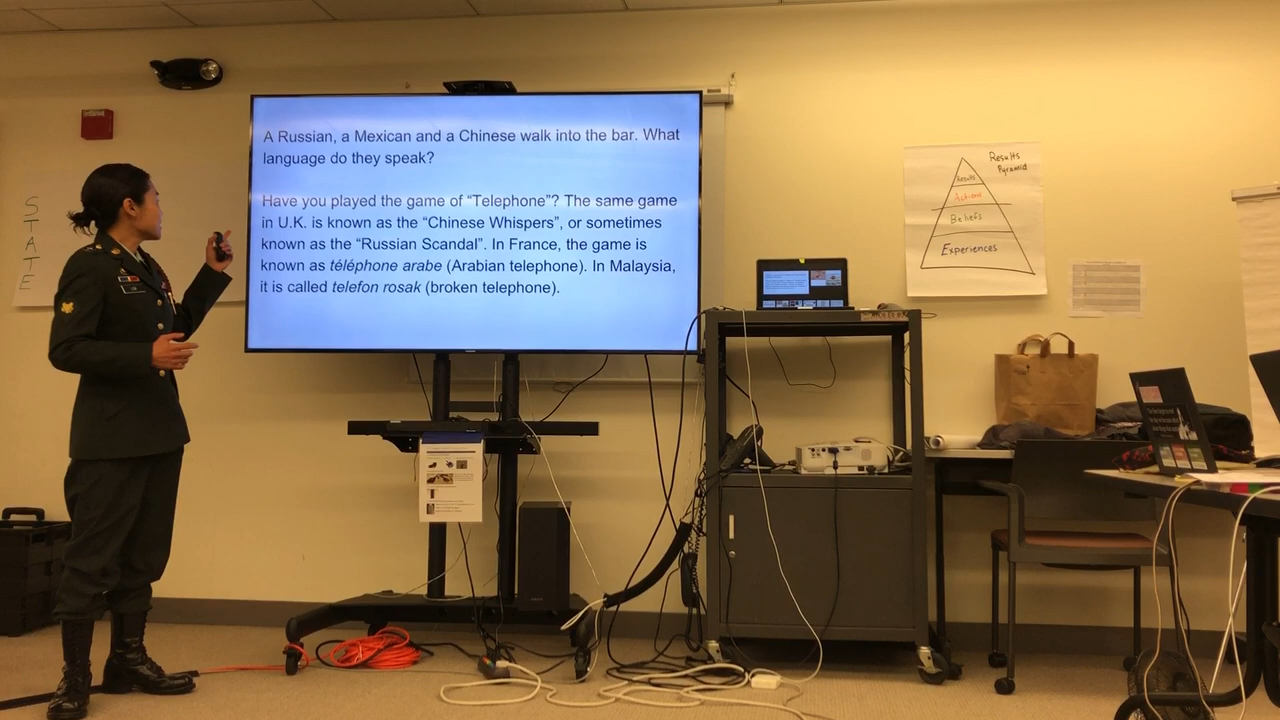 A Russian, a Mexican and a Chinese walk into the bar. What
language do they speak?
Have you played the game of “Telephone”? The same game
in U.K. is known as the “Chinese Whispers”, or sometimes
known as the “Russian Scandal”. In France, the game is
known as téléphone arabe (Arabian telephone). In Malaysia,
it is called telefon rosak (broken telephone).
STATE
Results
Pyramid
Results
Actions
Beliefs
Experiences